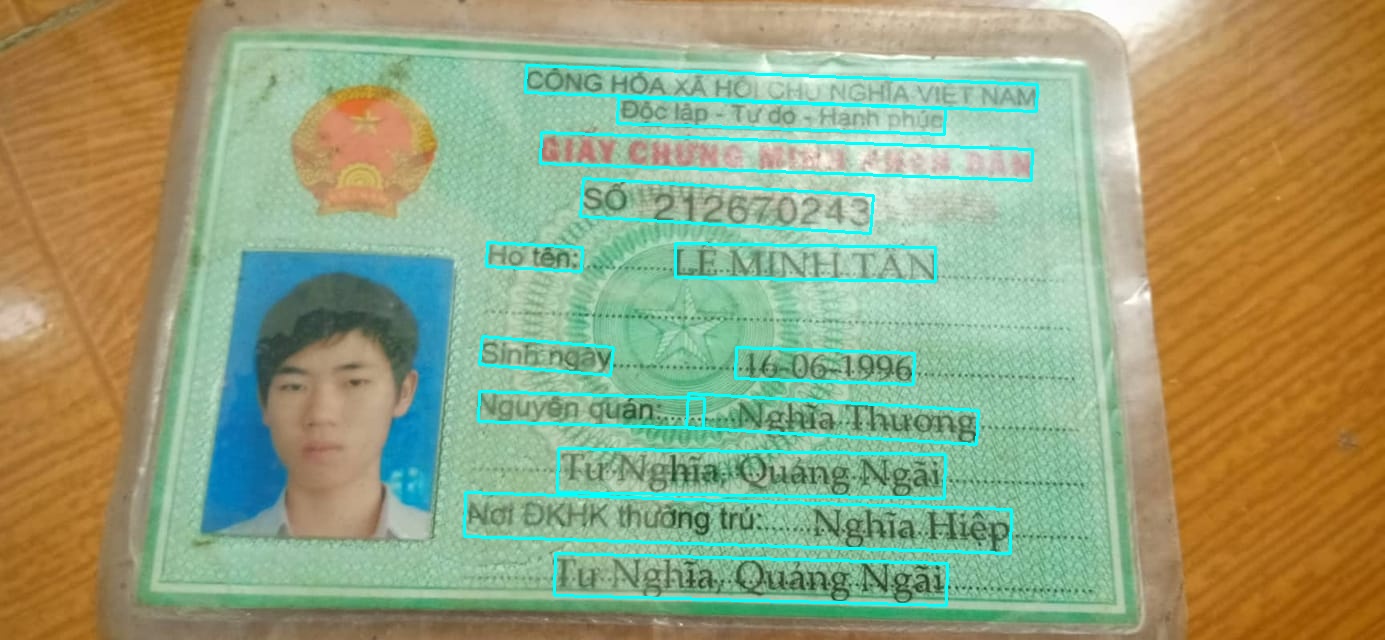 CỘNG HÒA XÃ HỘI CHỦ NGHĨA VIỆT NAM
Độc lập - Tự do - Hạnh phúc
GIẤY CHỨNG MINH NHÂN DÂN
SỐ 212670243
Họ tên: LÊ MINH TẤN
Sinh ngày 16-06-1996
Nguyên quán: Nghĩa Thương
Tư Nghĩa, Quảng Ngãi
Nơi ĐKHK thường trú: Nghĩa Hiệp
Tư Nghĩa, Quảng Ngãi